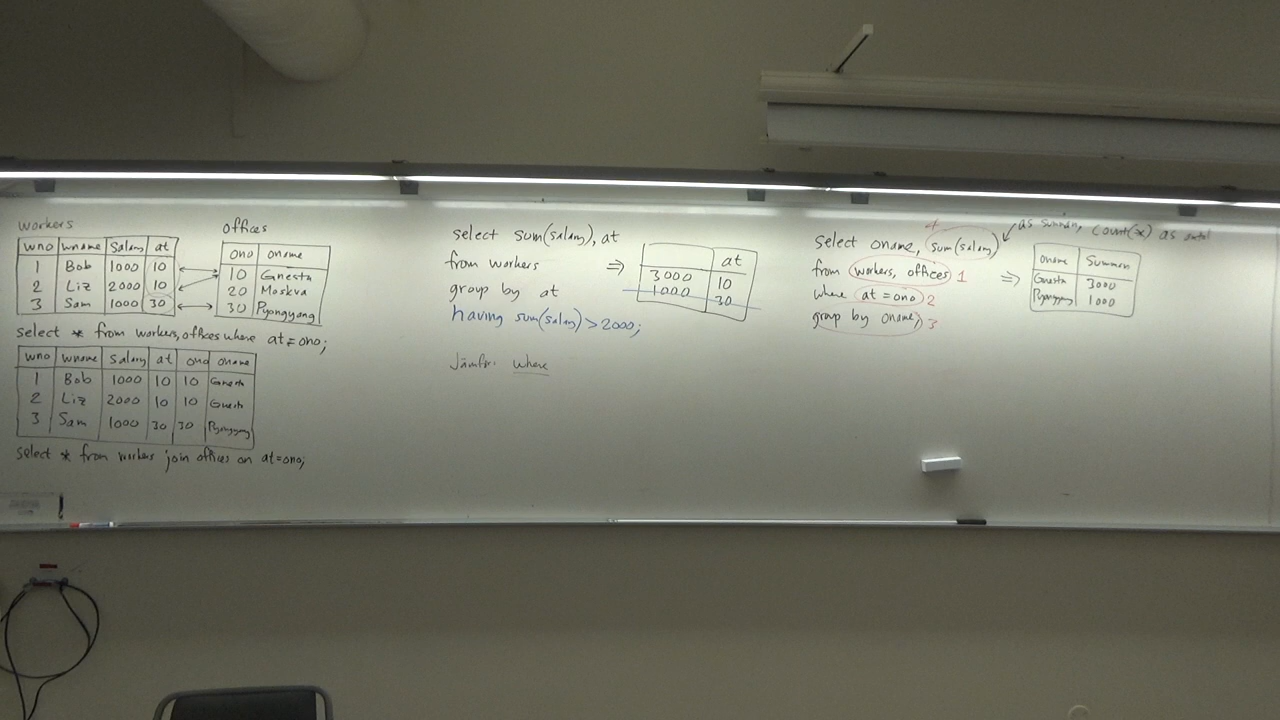 workers
wno wname salary at
1 Bob 1000 10
2 Liz 2000 10
3 Sam 1000 30
offices
ono oname
10 Gnesta
20 Moskva
30 Pyongyang
select * from workers, offices where at=ono;
wno wname salary at ono oname
1 Bob 1000 10 10 Gnesta
2 Liz 2000 10 10 Gnesta
3 Sam 1000 30 30 Pyongyang
select * from workers join offices on at=ono;
select sum(salary), at
from workers
group by at
having sum(salary) > 2000;
⇒
at
3000 10
1000 30
Jämför: where
4
select oname, sum(salary) as summan, count(*) as antal
from workers, offices 1
where at = ono 2
group by oname; 3
⇒
oname summan
Gnesta 3000
Pyongyang 1000